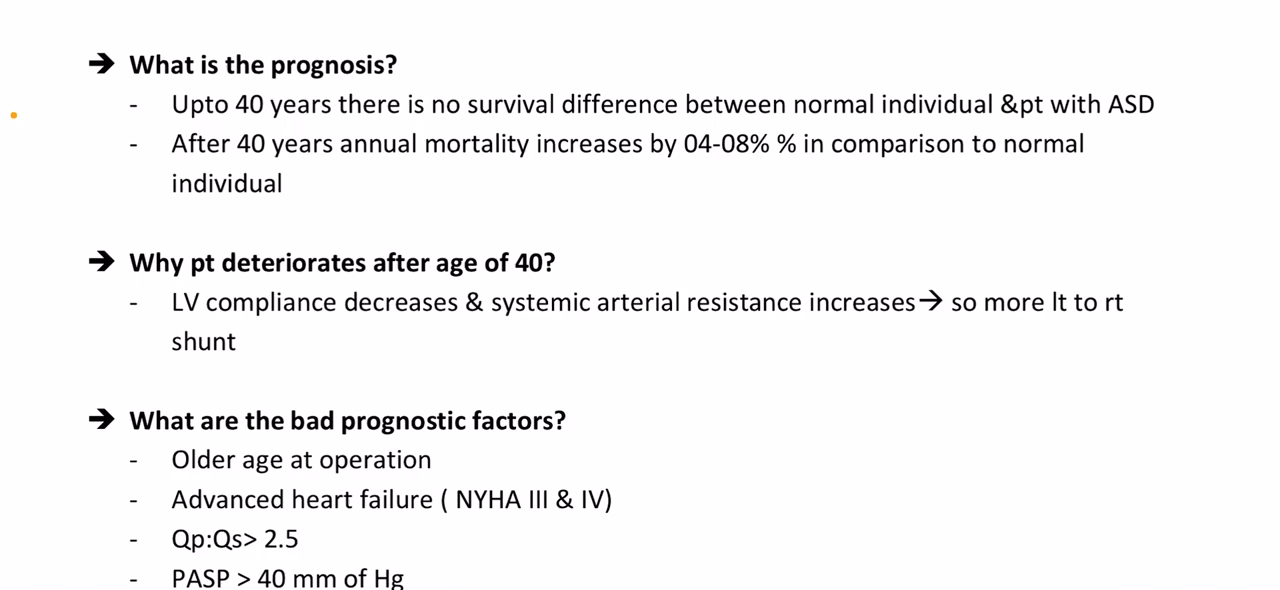 ➔ What is the prognosis?
- Upto 40 years there is no survival difference between normal individual &pt with ASD
- After 40 years annual mortality increases by 04-08% % in comparison to normal
individual
➔ Why pt deteriorates after age of 40?
- LV compliance decreases & systemic arterial resistance increases→ so more lt to rt
shunt
➔ What are the bad prognostic factors?
- Older age at operation
- Advanced heart failure ( NYHA III & IV)
- Qp:Qs> 2.5
- PASP > 40 mm of Hg